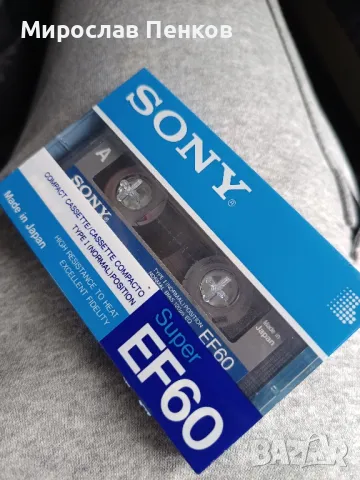 Мирослав Пенков
SONY®
A
SONY
COMPACT CASSETTE/CASSETTE COMPACTO
TYPE I (NORMAL) POSITION
Made in Japan
HIGH RESISTANCE TO HEAT
EXCELLENT FIDELITY
TYPE I (NORMAL) POSITION
EF60
Made in
Japan
Super
EF60
BAZAR